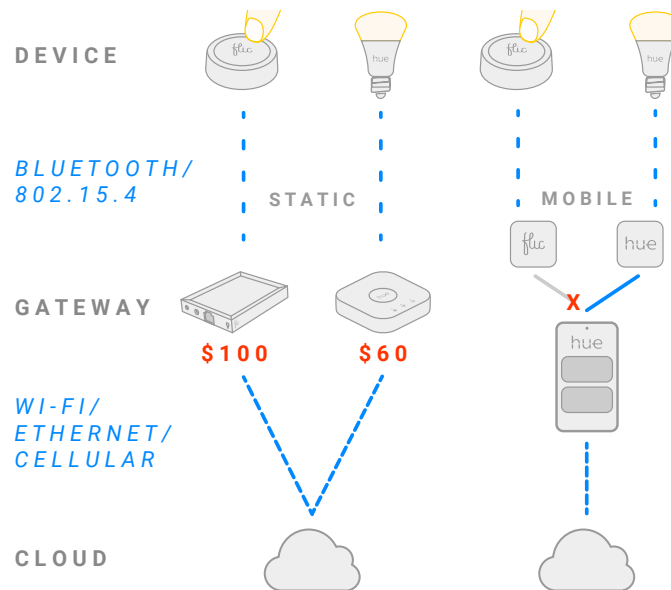 DEVICE
flic
hue
flic
hue
BLUETOOTH/
802.15.4
STATIC
MOBILE
flic
hue
GATEWAY
X
$100
$60
hue
WI-FI/
ETHERNET/
CELLULAR
CLOUD